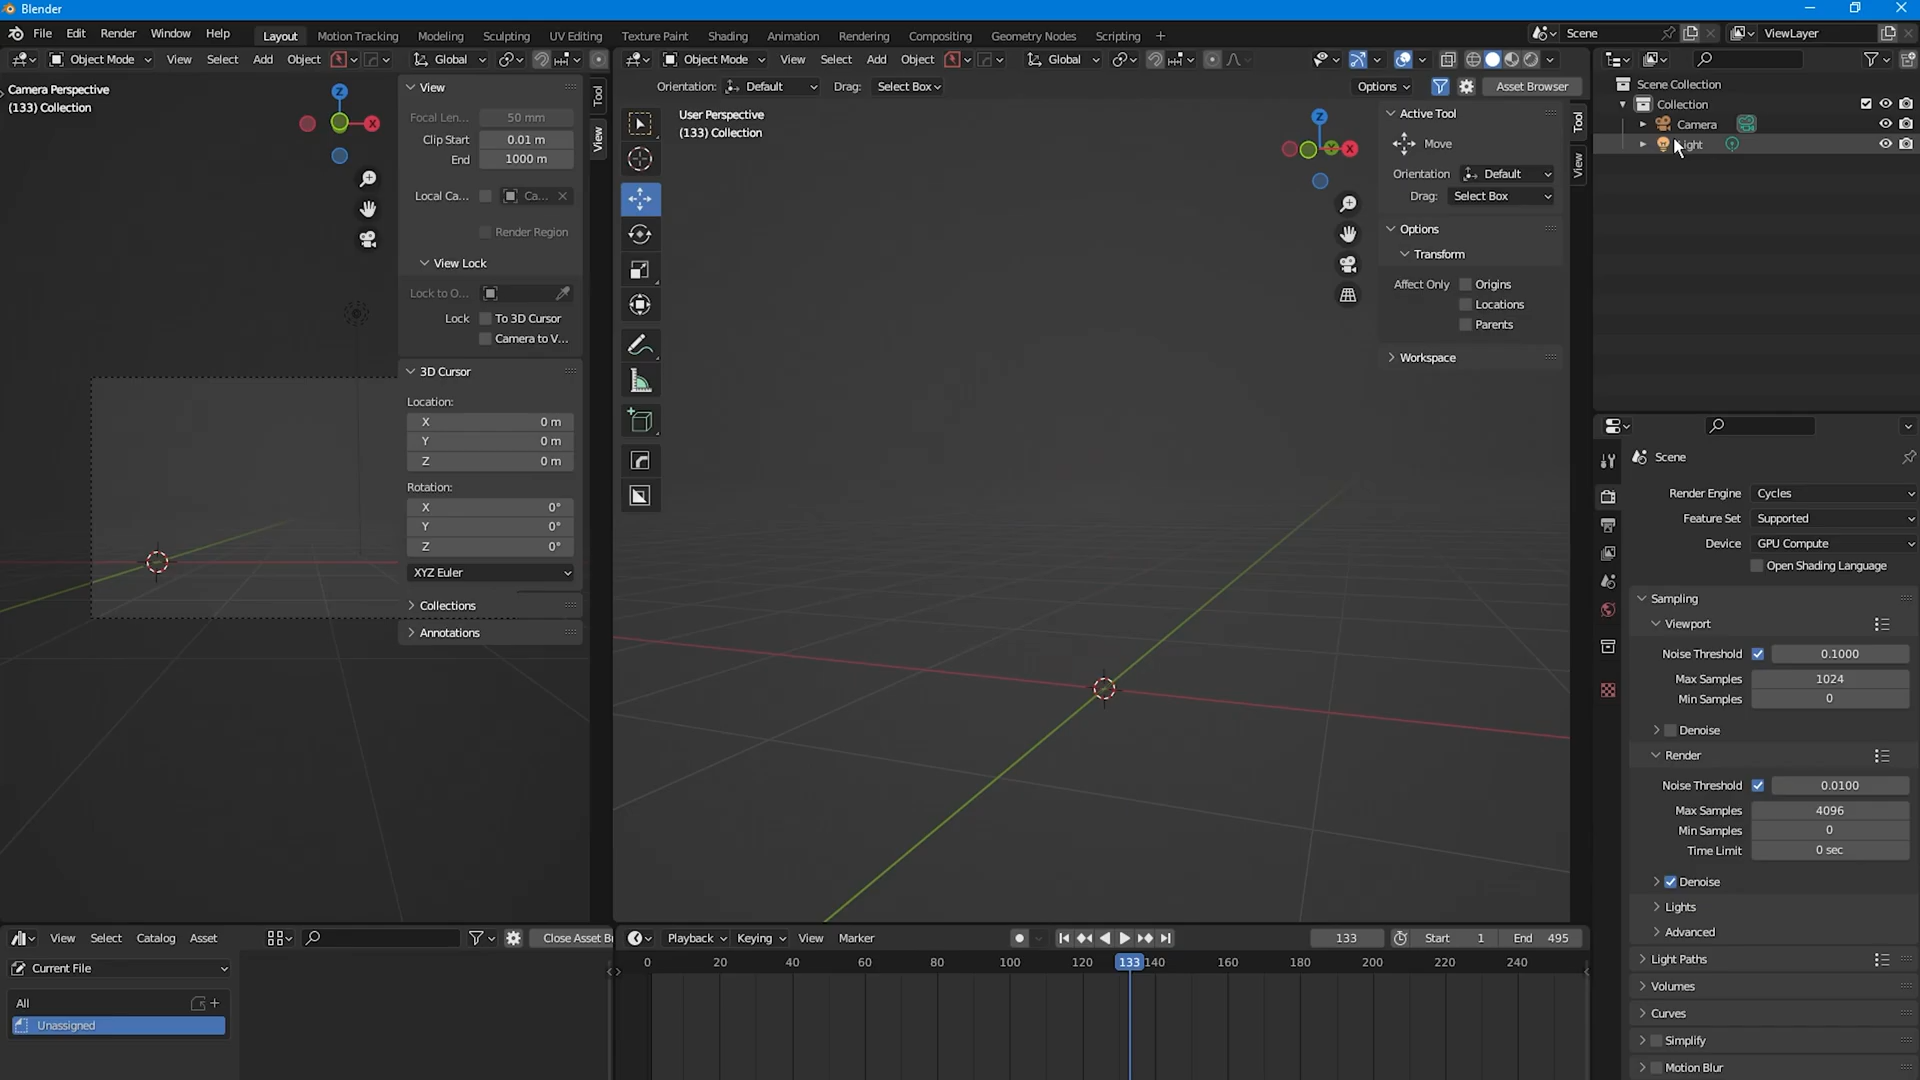 Blender
File Edit Render Window Help Layout Motion Tracking Modeling Sculpting UV Editing Texture Paint Shading Animation Rendering Compositing Geometry Nodes Scripting + Scene ViewLayer
Object Mode View Select Add Object Global
Object Mode View Select Add Object Global
Orientation: Default Drag: Select Box Options Asset Browser
Camera Perspective
(133) Collection
Z
X
View
Focal Len... 50 mm
Clip Start 0.01 m
End 1000 m
Local Ca... Ca...
Render Region
View Lock
Lock to O...
Lock To 3D Cursor
Camera to V...
3D Cursor
Location:
X 0 m
Y 0 m
Z 0 m
Rotation:
X 0°
Y 0°
Z 0°
XYZ Euler
Collections
Annotations
Tool
View
User Perspective
(133) Collection
Z
Y
X
Active Tool
Move
Orientation Default
Drag: Select Box
Options
Transform
Affect Only Origins
Locations
Parents
Workspace
Tool
View
Scene Collection
Collection
Camera
Light
Scene
Render Engine Cycles
Feature Set Supported
Device GPU Compute
Open Shading Language
Sampling
Viewport
Noise Threshold 0.1000
Max Samples 1024
Min Samples 0
Denoise
Render
Noise Threshold 0.0100
Max Samples 4096
Min Samples 0
Time Limit 0 sec
Denoise
Lights
Advanced
Light Paths
Volumes
Curves
Simplify
Motion Blur
View Select Catalog Asset Close Asset B
Current File
All
Unassigned
Playback Keying View Marker 133 Start 1 End 495
0 20 40 60 80 100 120 133 140 160 180 200 220 240